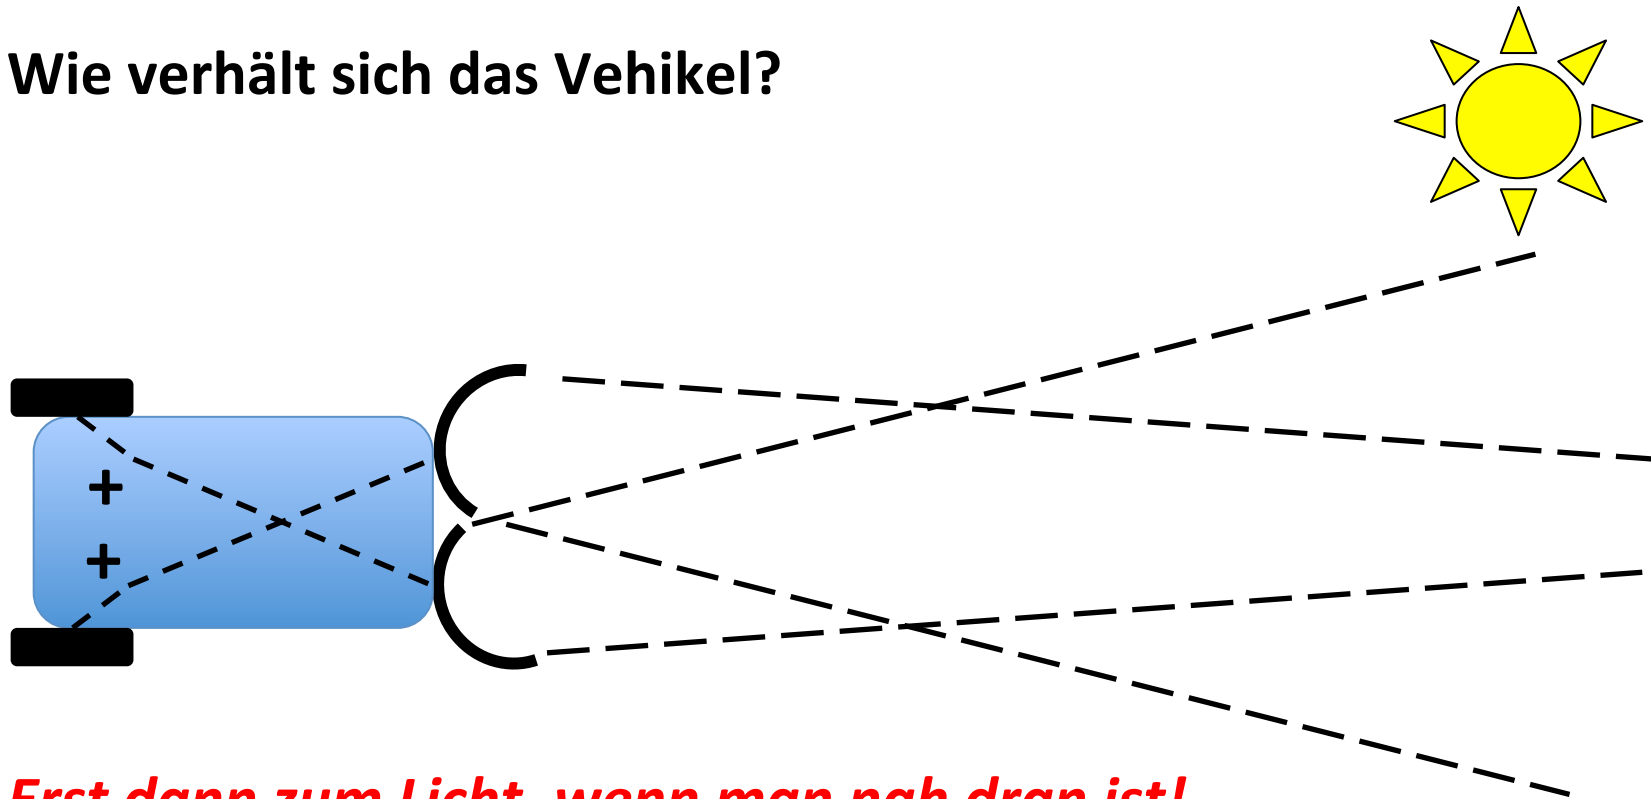 Wie verhält sich das Vehikel?
+
+
Erst dann zum Licht, wenn man nah dran ist!